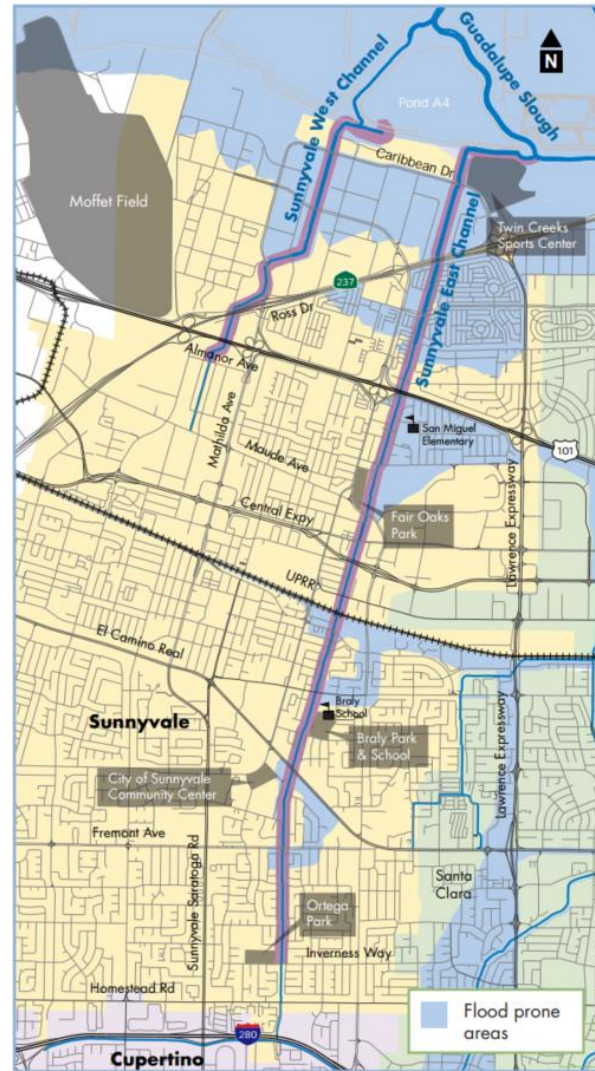 Sunnyvale West Channel
Guadalupe Slough
N
Pond A4
Caribbean Dr
Moffet Field
Twin Creeks
Sports Center
237
Sunnyvale East Channel
Ross Dr
Almanor Ave
Mathilda Ave
San Miguel
Elementary
101
Maude Ave
Lawrence Expressway
Central Expy
Fair Oaks
Park
UPRR
El Camino Real
Braly
School
Sunnyvale
Braly Park
& School
Lawrence Expressway
City of Sunnyvale
Community Center
Fremont Ave
Sunnyvale Saratoga Rd
Santa
Clara
Ortega
Park
Inverness Way
Homestead Rd
Flood prone
areas
280
Cupertino